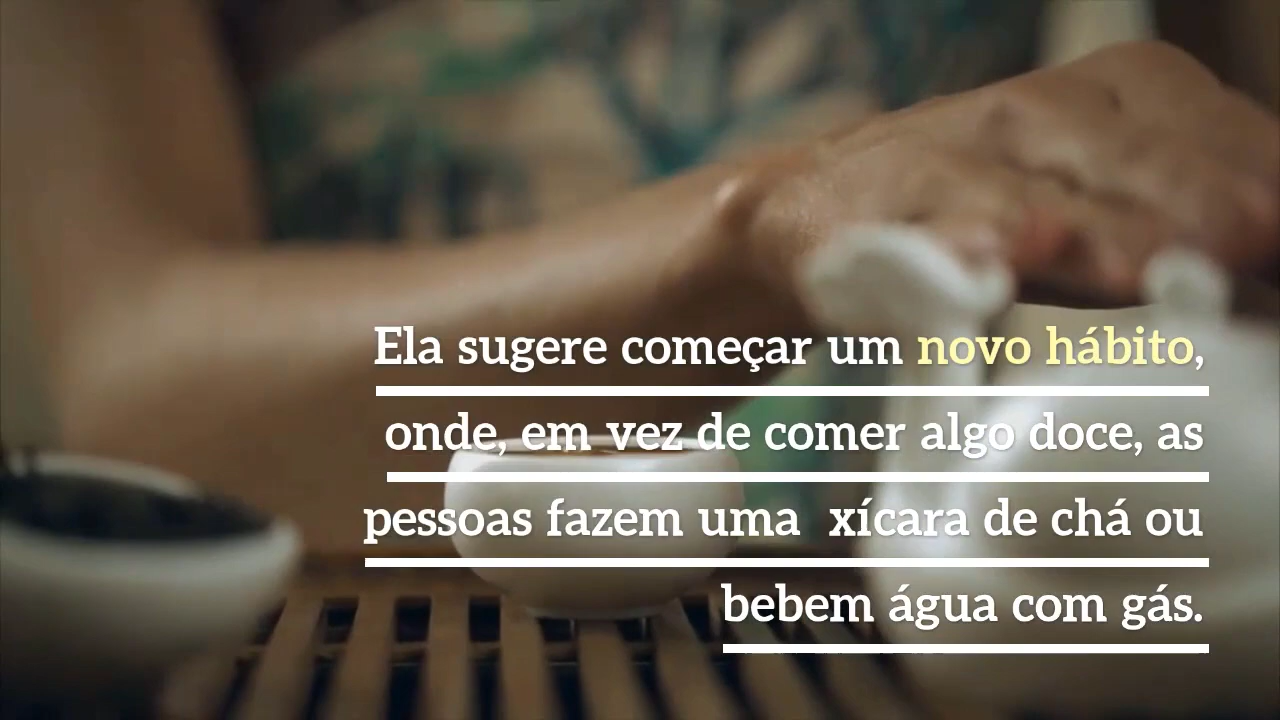 Ela sugere começar um novo hábito,
onde, em vez de comer algo doce, as
pessoas fazem uma  xícara de chá ou
bebem água com gás.